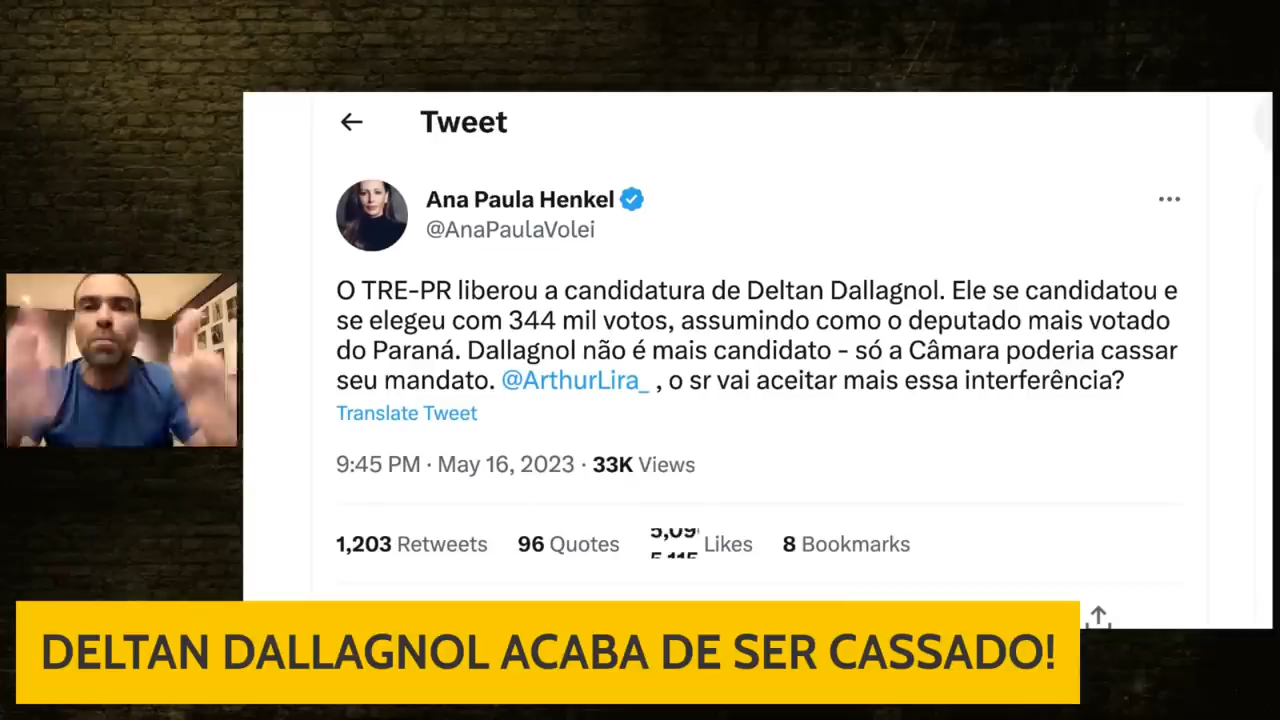 Tweet
Ana Paula Henkel
@AnaPaulaVolei
O TRE-PR liberou a candidatura de Deltan Dallagnol. Ele se candidatou e
se elegeu com 344 mil votos, assumindo como o deputado mais votado
do Paraná. Dallagnol não é mais candidato - só a Câmara poderia cassar
seu mandato. @ArthurLira_ , o sr vai aceitar mais essa interferência?
Translate Tweet
9:45 PM · May 16, 2023 · 33K Views
1,203 Retweets 96 Quotes Likes 8 Bookmarks
DELTAN DALLAGNOL ACABA DE SER CASSADO!